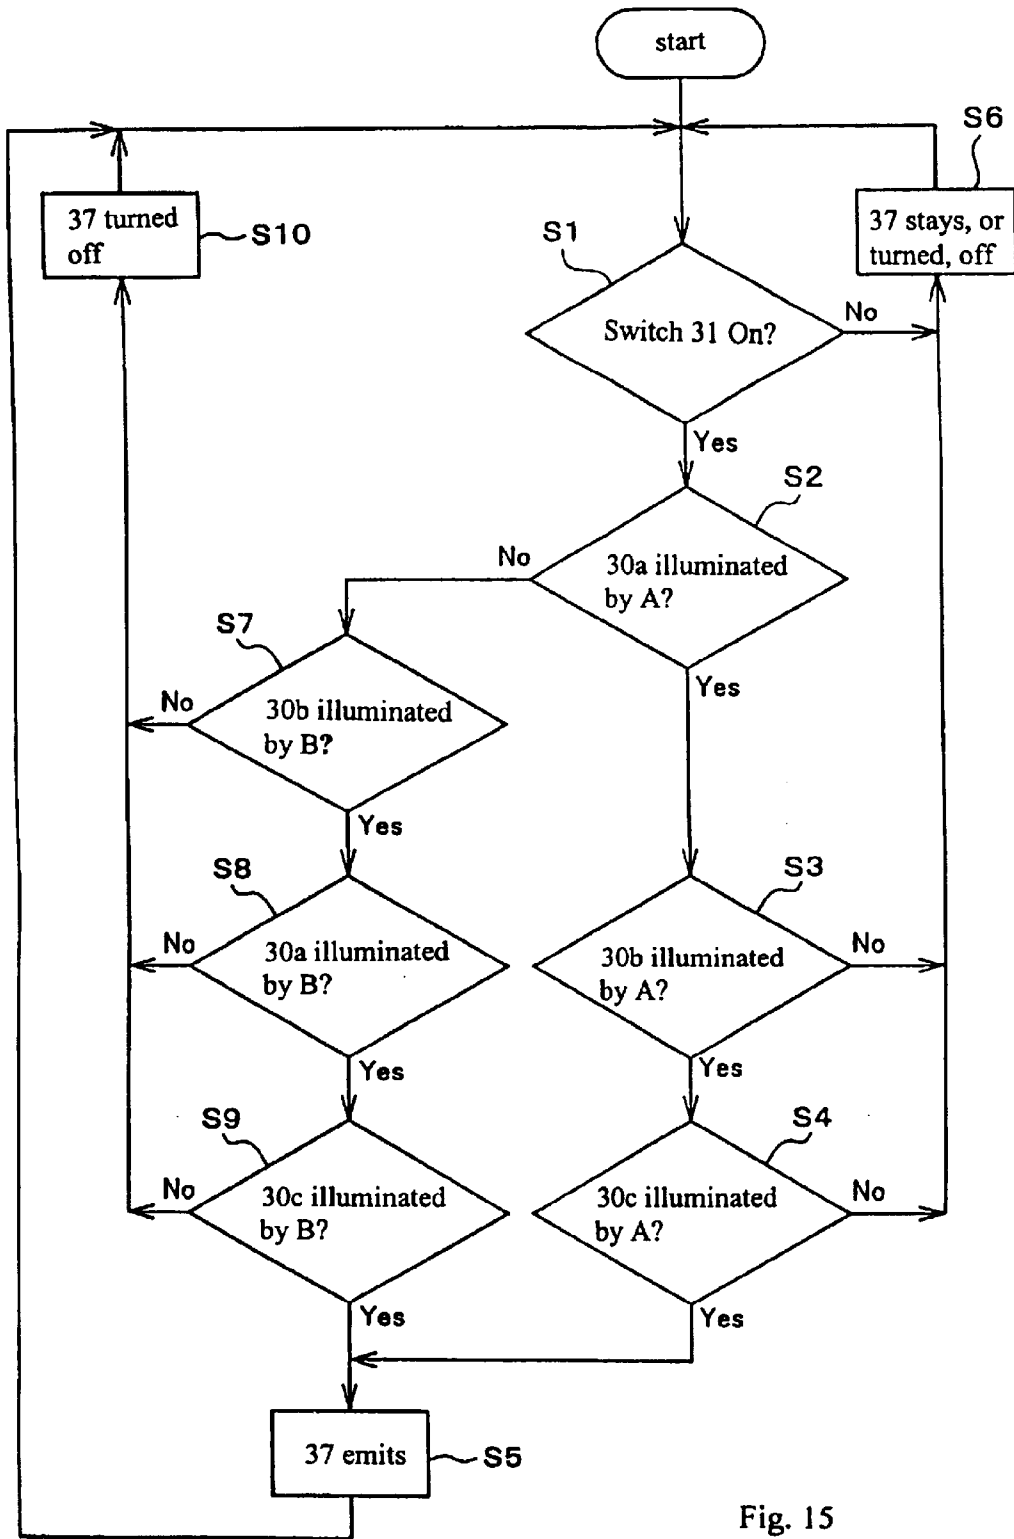 start
S6
37 turned
off
S10
37 stays, or
turned, off
S1
Switch 31 On?
No
Yes
S2
30a illuminated
by A?
No
Yes
S7
30b illuminated
by B?
No
Yes
S8
30a illuminated
by B?
No
Yes
S3
30b illuminated
by A?
No
Yes
S9
30c illuminated
by B?
No
Yes
S4
30c illuminated
by A?
No
Yes
37 emits
S5
Fig. 15